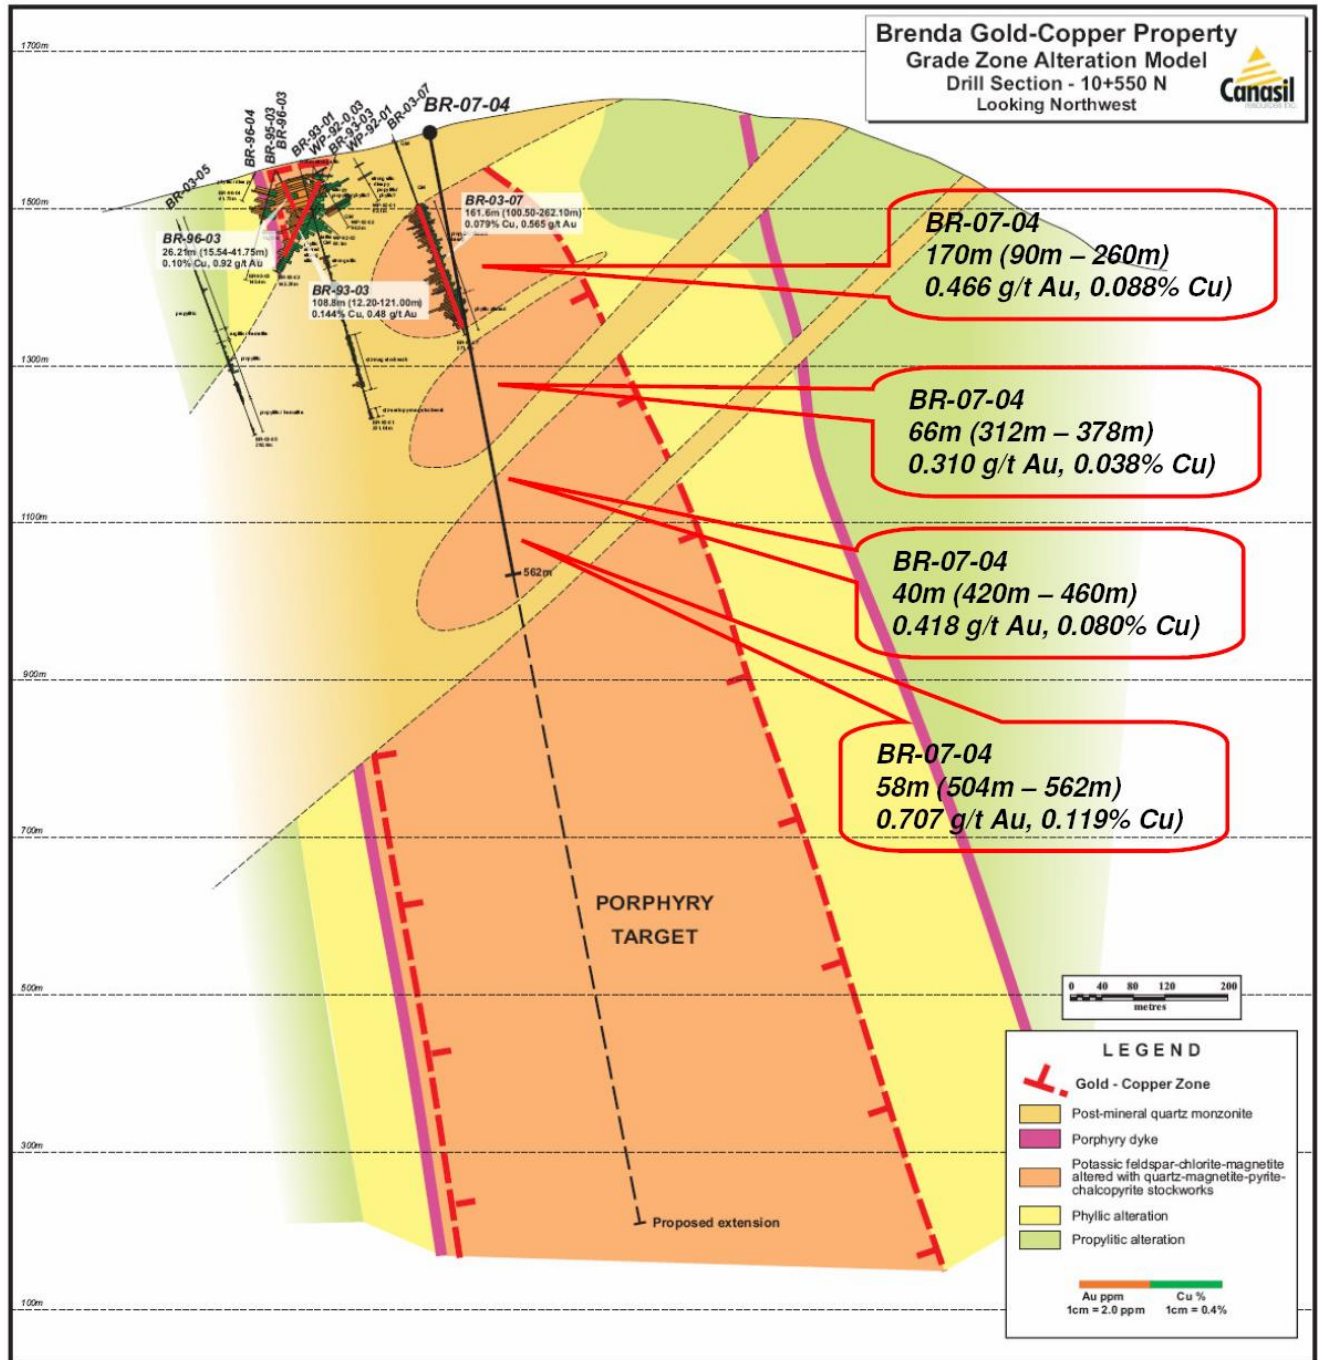 Brenda Gold-Copper Property
Grade Zone Alteration Model
Drill Section - 10+550 N
Looking Northwest
Canasil
1700m
1500m
1300m
1100m
900m
700m
500m
300m
100m
BR-03-05
BR-96-04
BR-95-03
BR-96-03
BR-93-01
WP-92-0,03
BR-93-03
WP-92-01
BR-03-07
BR-07-04
BR-96-03
26.21m (15.54-41.75m)
0.10% Cu, 0.92 g/t Au
BR-93-03
108.8m (12.20-121.00m)
0.144% Cu, 0.48 g/t Au
BR-03-07
161.6m (100.50-262.10m)
0.079% Cu, 0.565 g/t Au
BR-07-04
170m (90m – 260m)
0.466 g/t Au, 0.088% Cu)
BR-07-04
66m (312m – 378m)
0.310 g/t Au, 0.038% Cu)
BR-07-04
40m (420m – 460m)
0.418 g/t Au, 0.080% Cu)
BR-07-04
58m (504m – 562m)
0.707 g/t Au, 0.119% Cu)
562m
PORPHYRY
TARGET
Proposed extension
0 40 80 120 200
metres
LEGEND
Gold - Copper Zone
Post-mineral quartz monzonite
Porphyry dyke
Potassic feldspar-chlorite-magnetite
altered with quartz-magnetite-pyrite-
chalcopyrite stockworks
Phyllic alteration
Propylitic alteration
Au ppm Cu %
1cm = 2.0 ppm 1cm = 0.4%